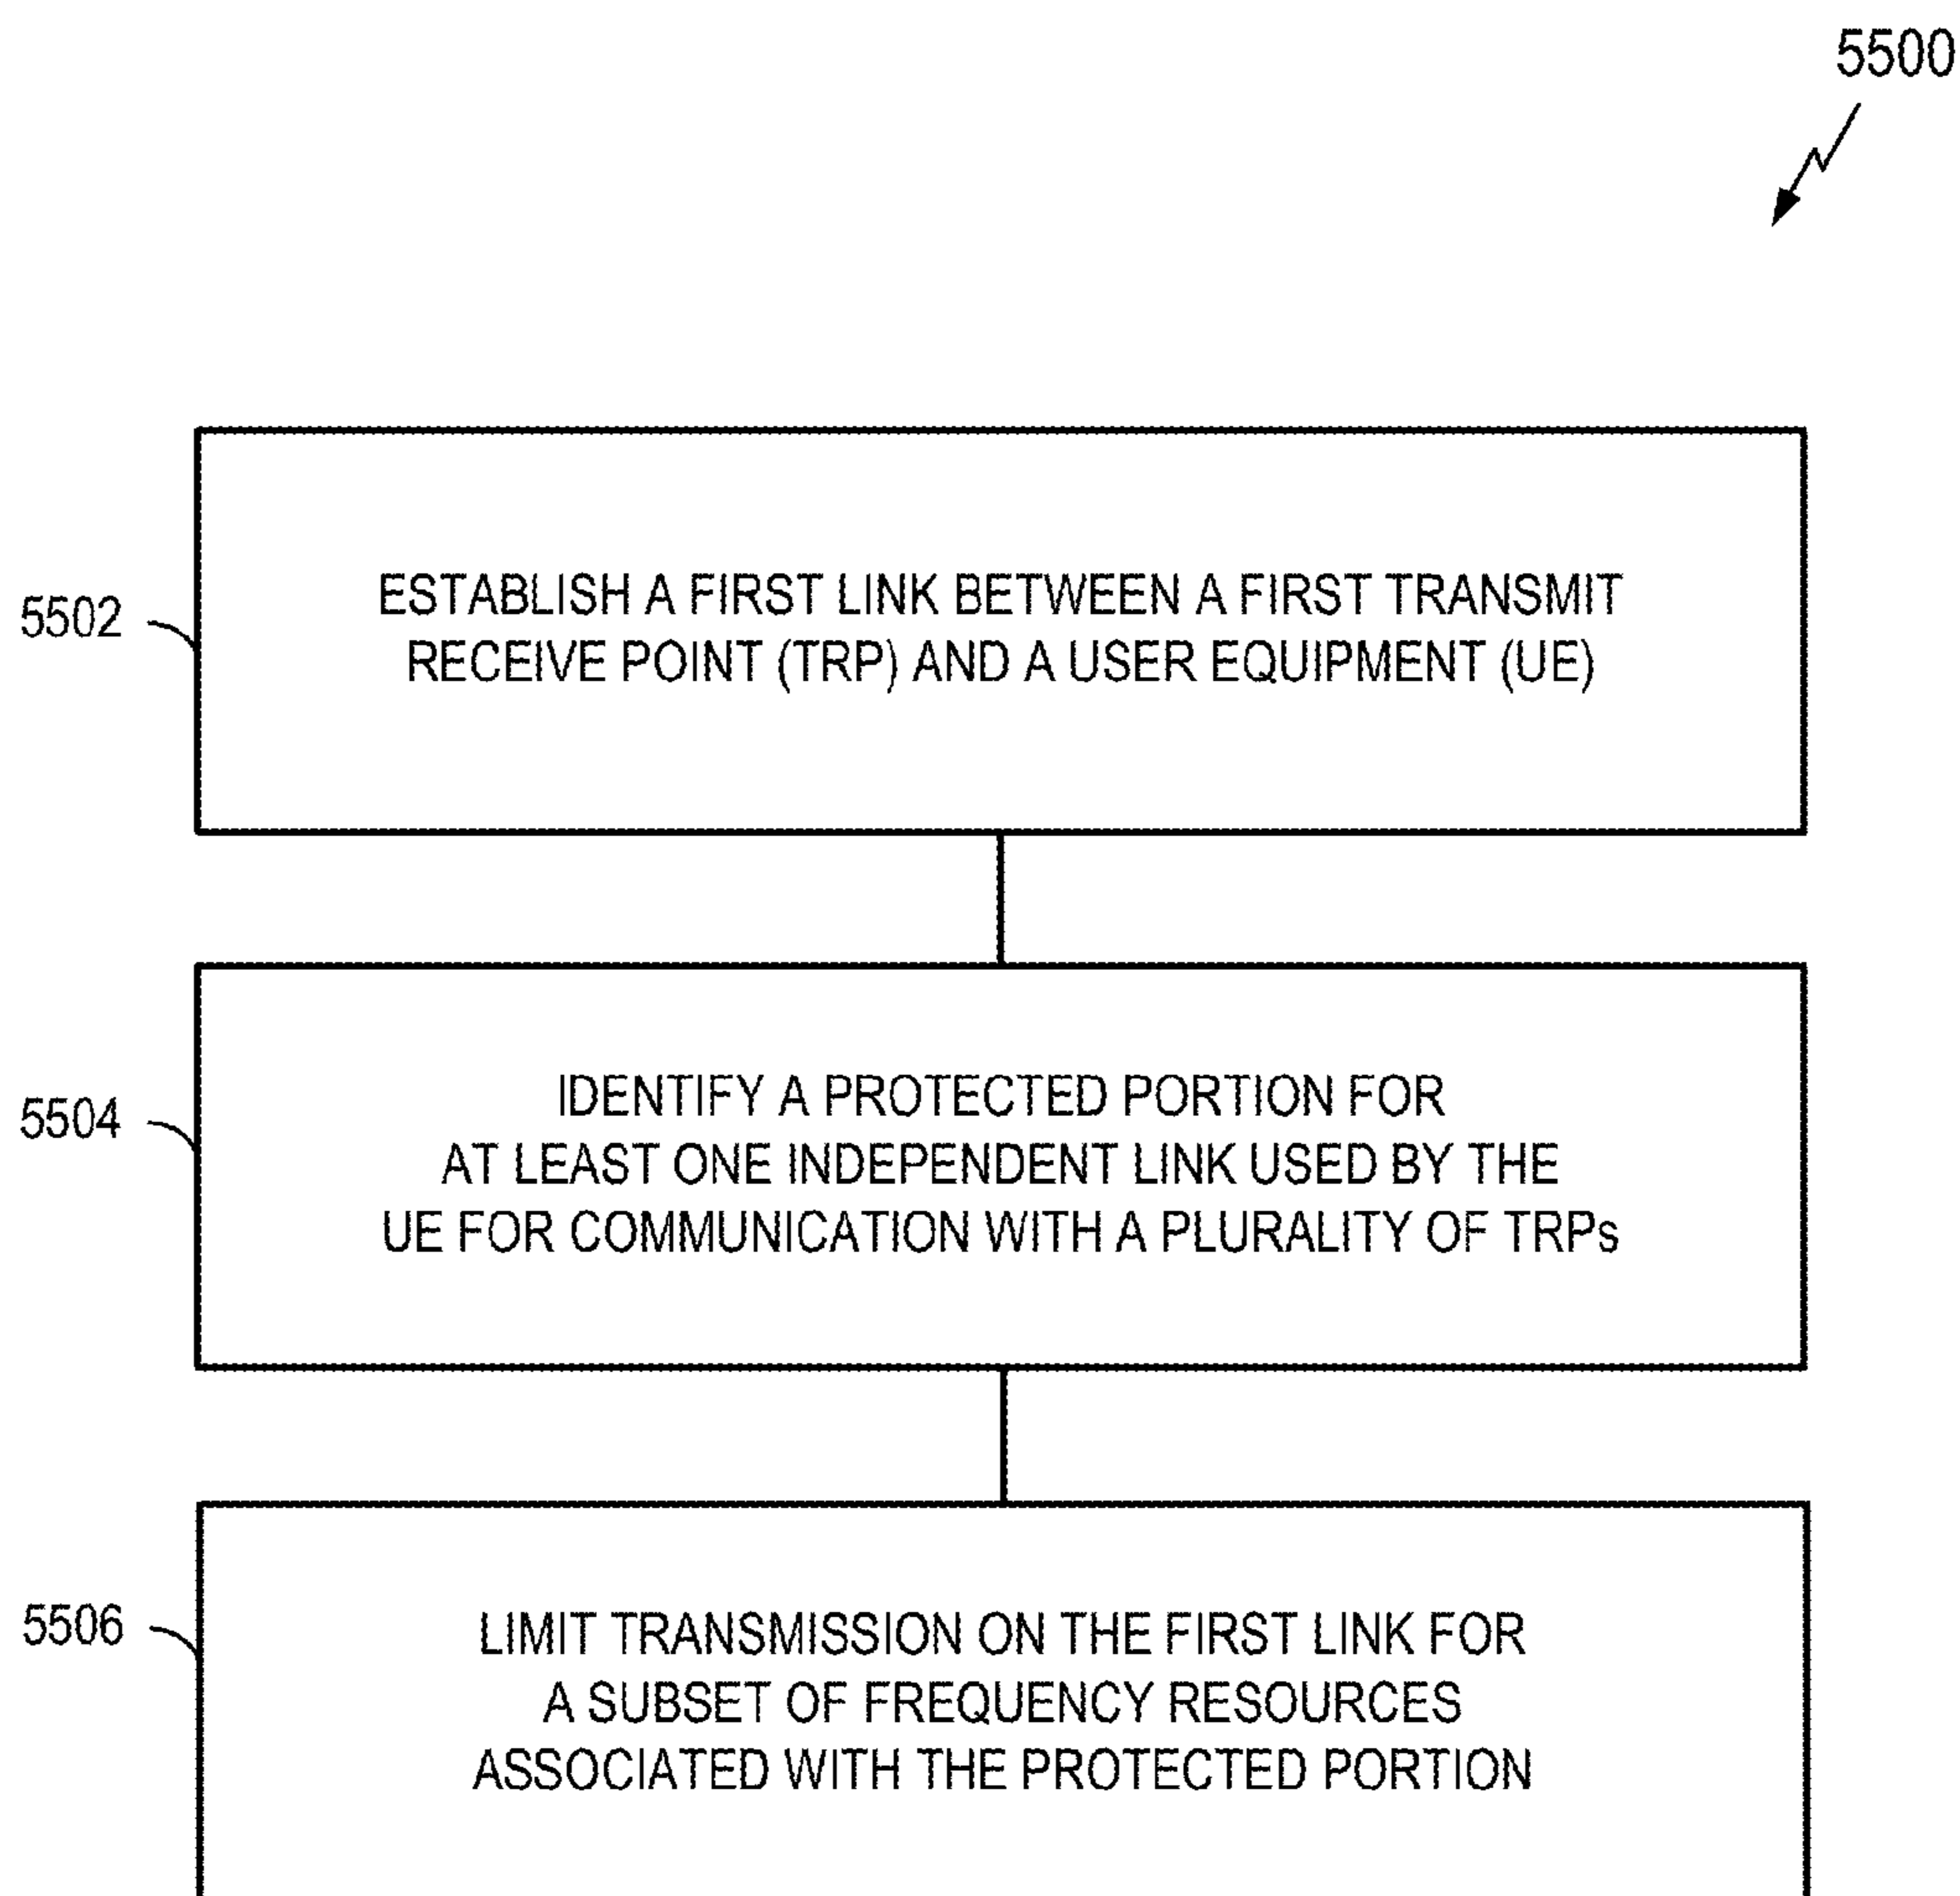 5500
5502
ESTABLISH A FIRST LINK BETWEEN A FIRST TRANSMIT
RECEIVE POINT (TRP) AND A USER EQUIPMENT (UE)
5504
IDENTIFY A PROTECTED PORTION FOR
AT LEAST ONE INDEPENDENT LINK USED BY THE
UE FOR COMMUNICATION WITH A PLURALITY OF TRPs
5506
LIMIT TRANSMISSION ON THE FIRST LINK FOR
A SUBSET OF FREQUENCY RESOURCES
ASSOCIATED WITH THE PROTECTED PORTION